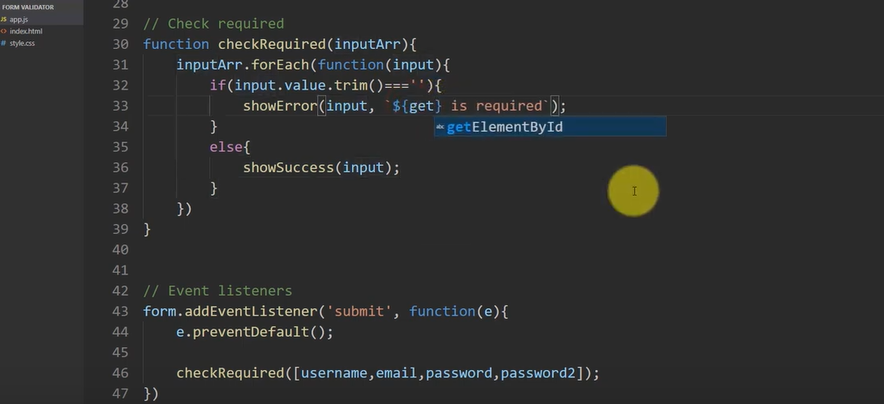 FORM VALIDATOR
JS app.js
<> index.html
# style.css
28
29 // Check required
30 function checkRequired(inputArr){
31 inputArr.forEach(function(input){
32 if(input.value.trim()===''){
33 showError(input, `${get} is required`);
abc getElementById
34 }
35 else{
36 showSuccess(input);
37 }
38 })
39 }
40
41
42 // Event listeners
43 form.addEventListener('submit', function(e){
44 e.preventDefault();
45
46 checkRequired([username,email,password,password2]);
47 })